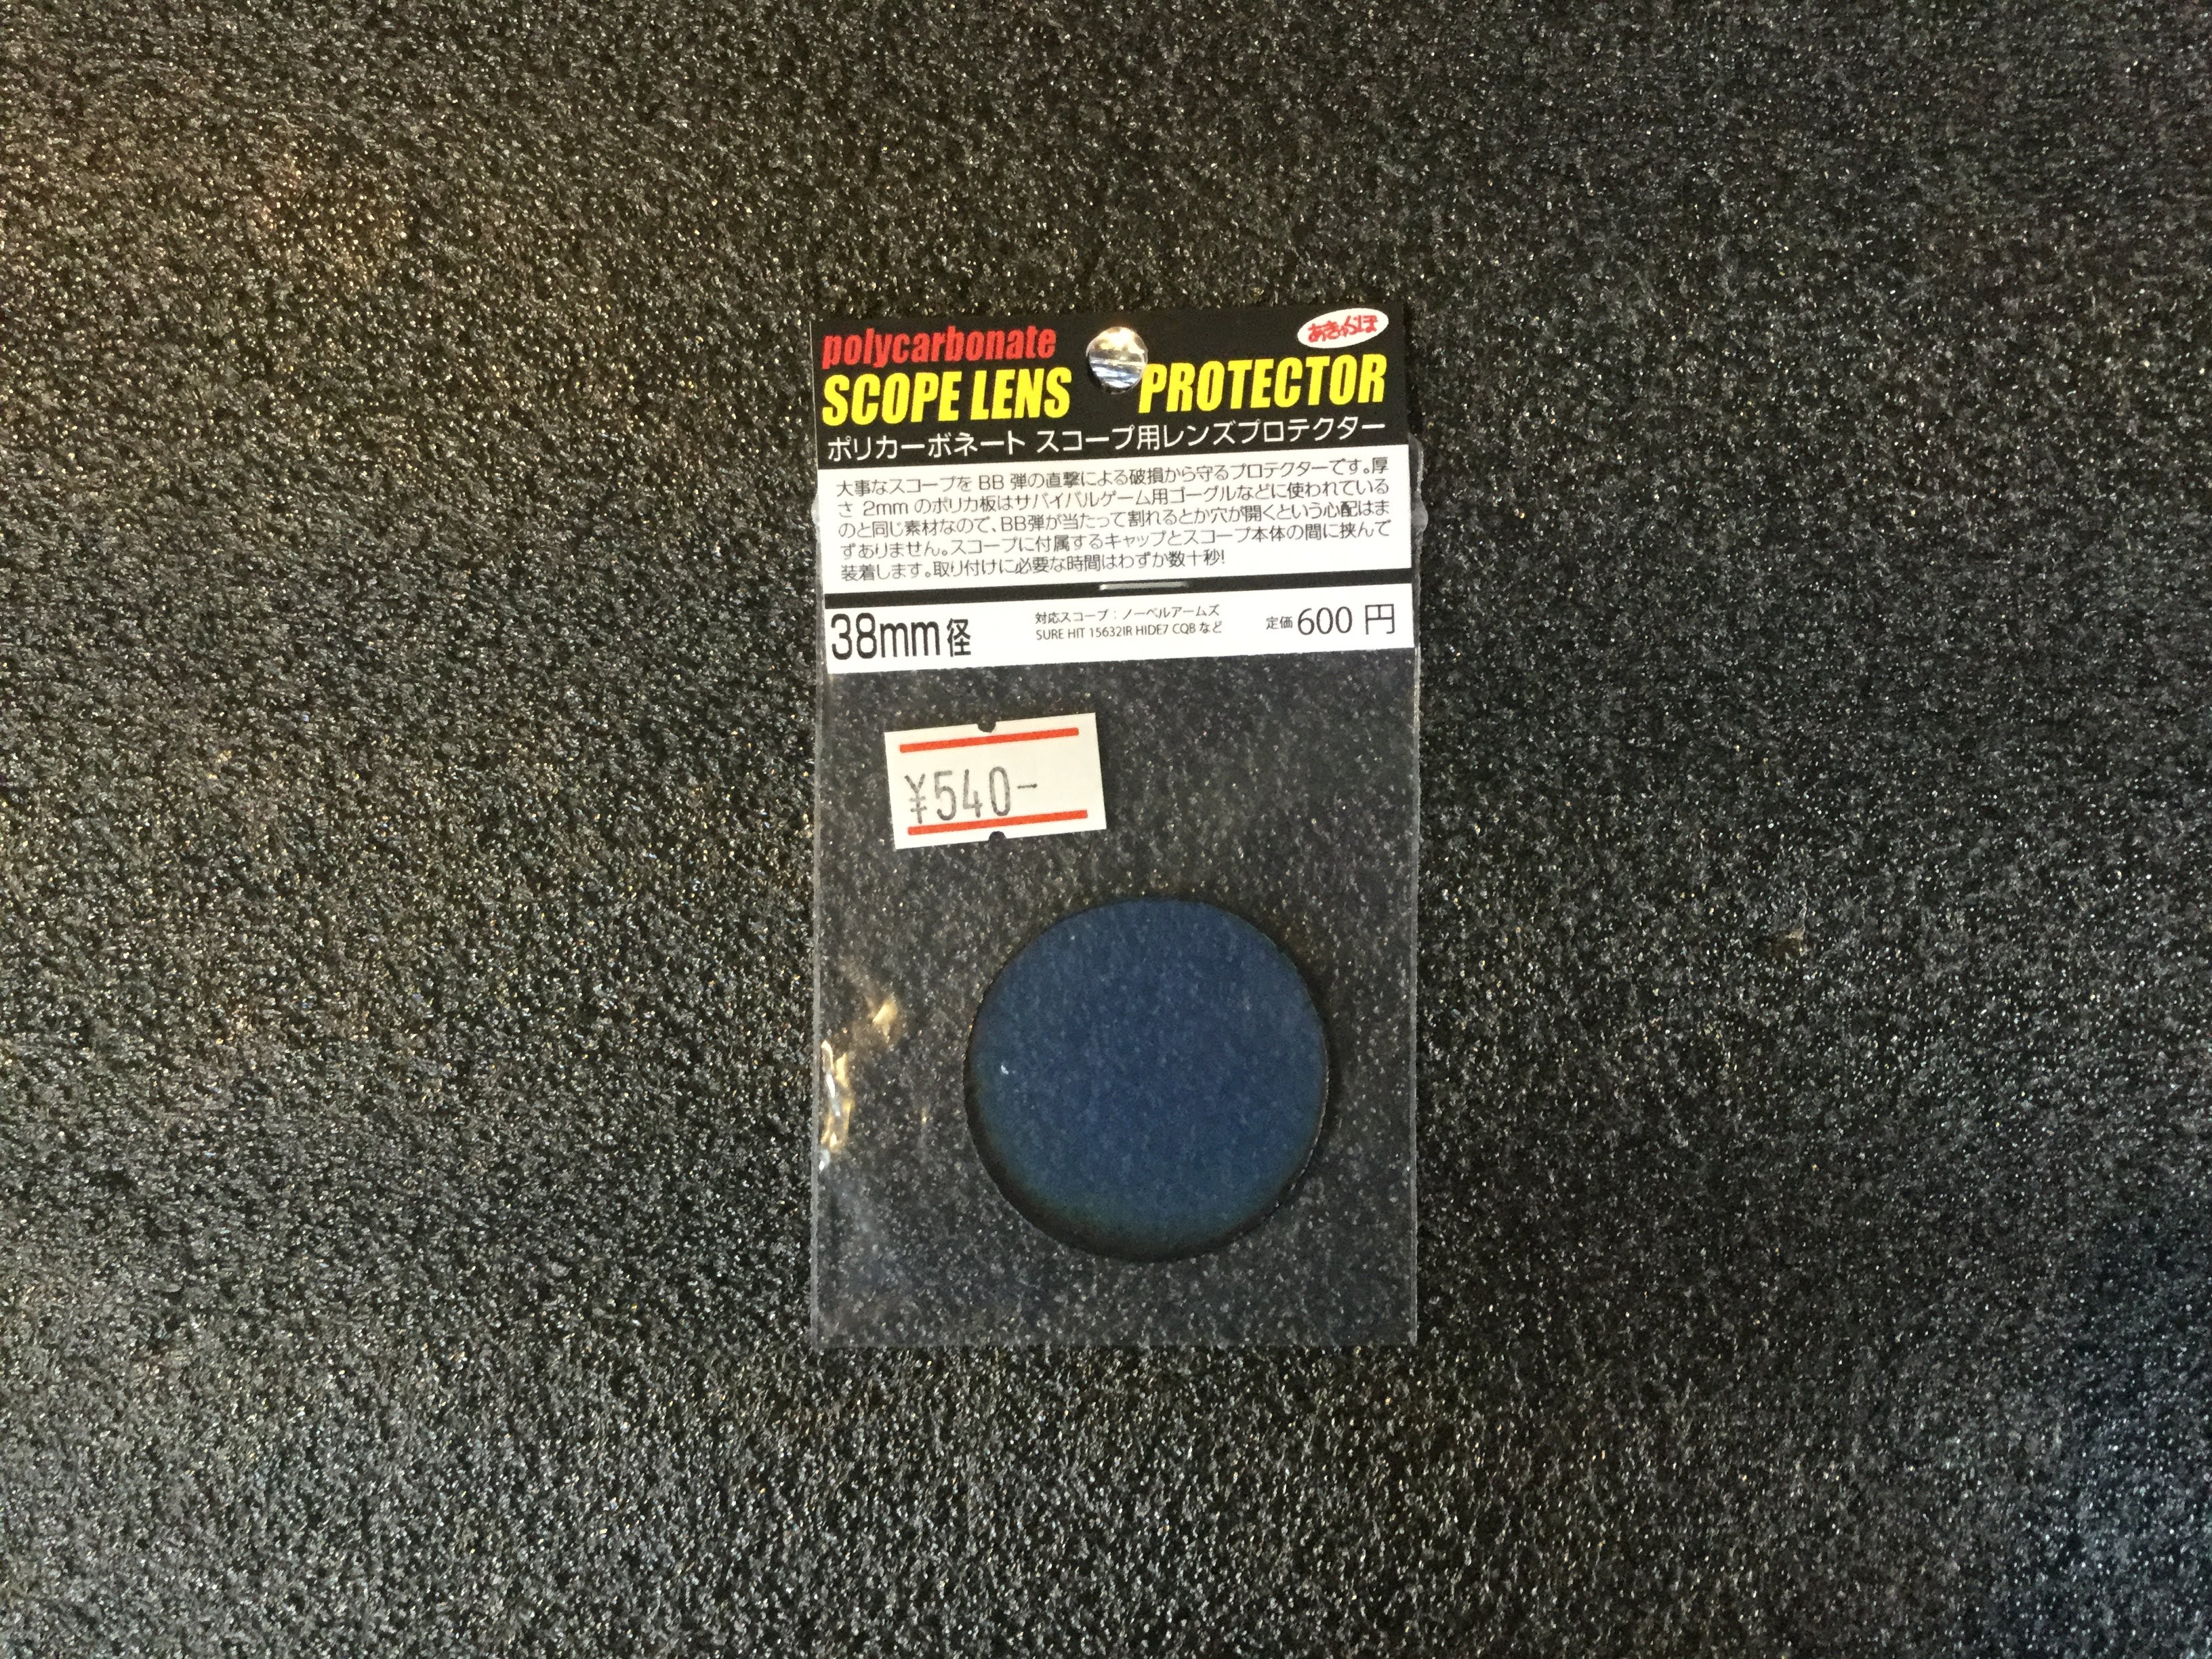 polycarbonate
あきゅらぼ
SCOPE LENS PROTECTOR
ポリカーボネート スコープ用レンズプロテクター
大事なスコープを BB 弾の直撃による破損から守るプロテクターです。厚
さ 2mm のポリカ板はサバイバルゲーム用ゴーグルなどに使われている
のと同じ素材なので、BB弾が当たって割れるとか穴が開くという心配はま
ずありません。スコープに付属するキャップとスコープ本体の間に挟んで
装着します。取り付けに必要な時間はわずか数十秒!
38mm径
対応スコープ：ノーベルアームズ
SURE HIT 15632IR HIDE7 CQB など
定価 600 円
¥540-